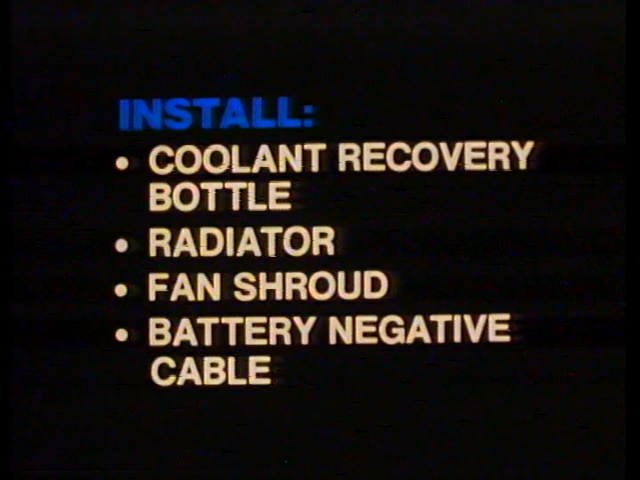 INSTALL:
• COOLANT RECOVERY
BOTTLE
• RADIATOR
• FAN SHROUD
• BATTERY NEGATIVE
CABLE